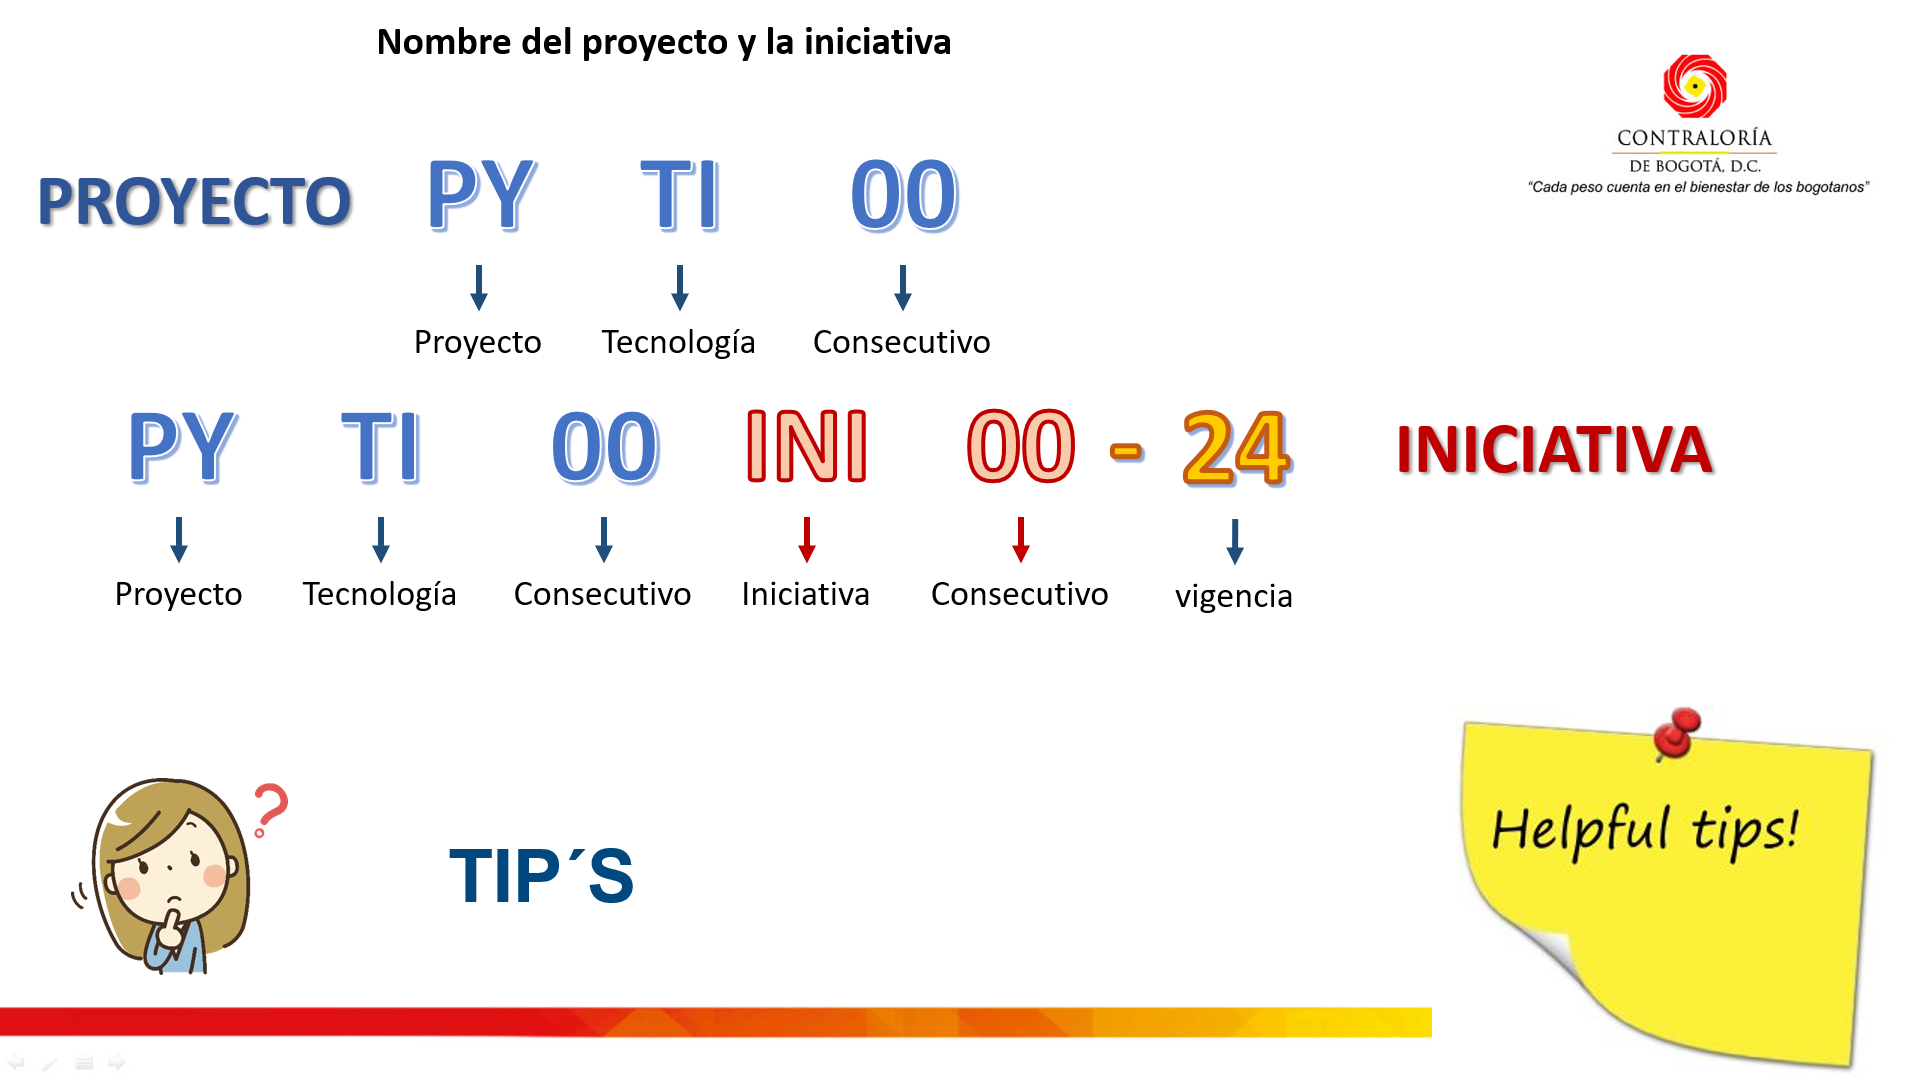 Nombre del proyecto y la iniciativa
CONTRALORÍA
DE BOGOTÁ, D.C.
“Cada peso cuenta en el bienestar de los bogotanos”
PROYECTO PY TI 00
Proyecto Tecnología Consecutivo
PY TI 00 INI 00 - 24 INICIATIVA
Proyecto Tecnología Consecutivo Iniciativa Consecutivo vigencia
?
TIP´S
Helpful tips!